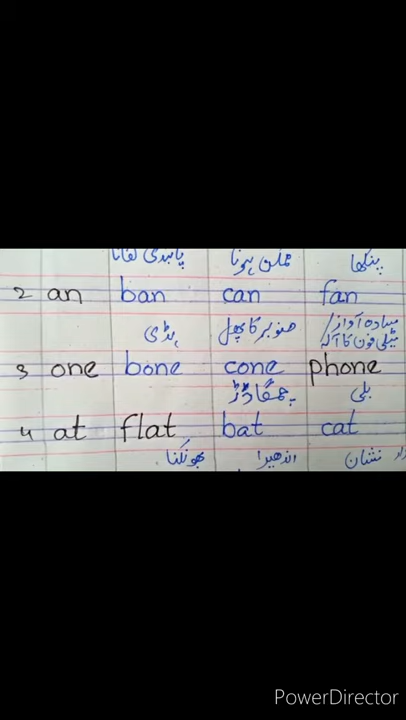 پابندی لگانا ممکن ہونا پنکھا
2 an ban can fan
ہڈی صنوبر کا پھل سادہ آواز/
ٹیلی فون کا آلہ
3 one bone cone phone
چمگادڑ بلی
4 at flat bat cat
بھونکنا اندھیرا نشان
PowerDirector